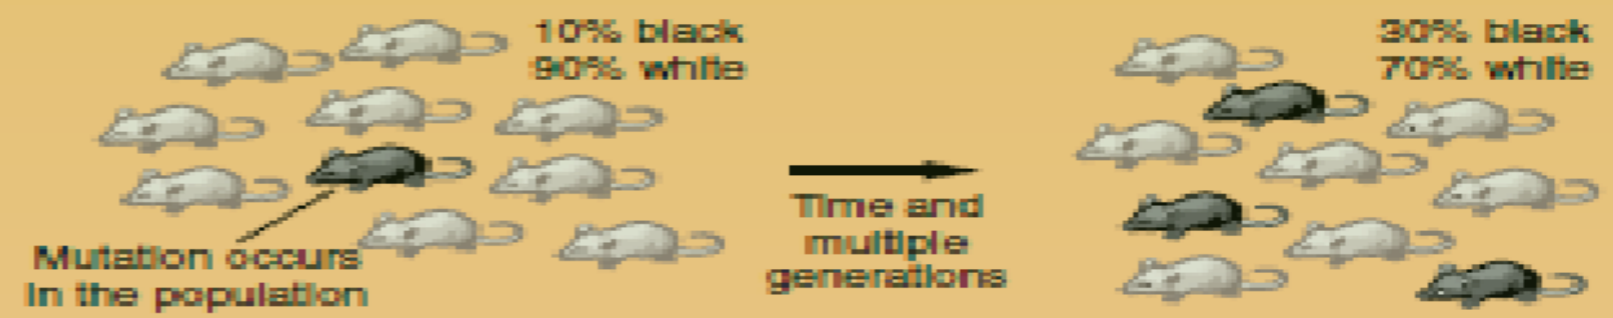 10% black
90% white
Mutation occurs
in the population
Time and
multiple
generations
30% black
70% white